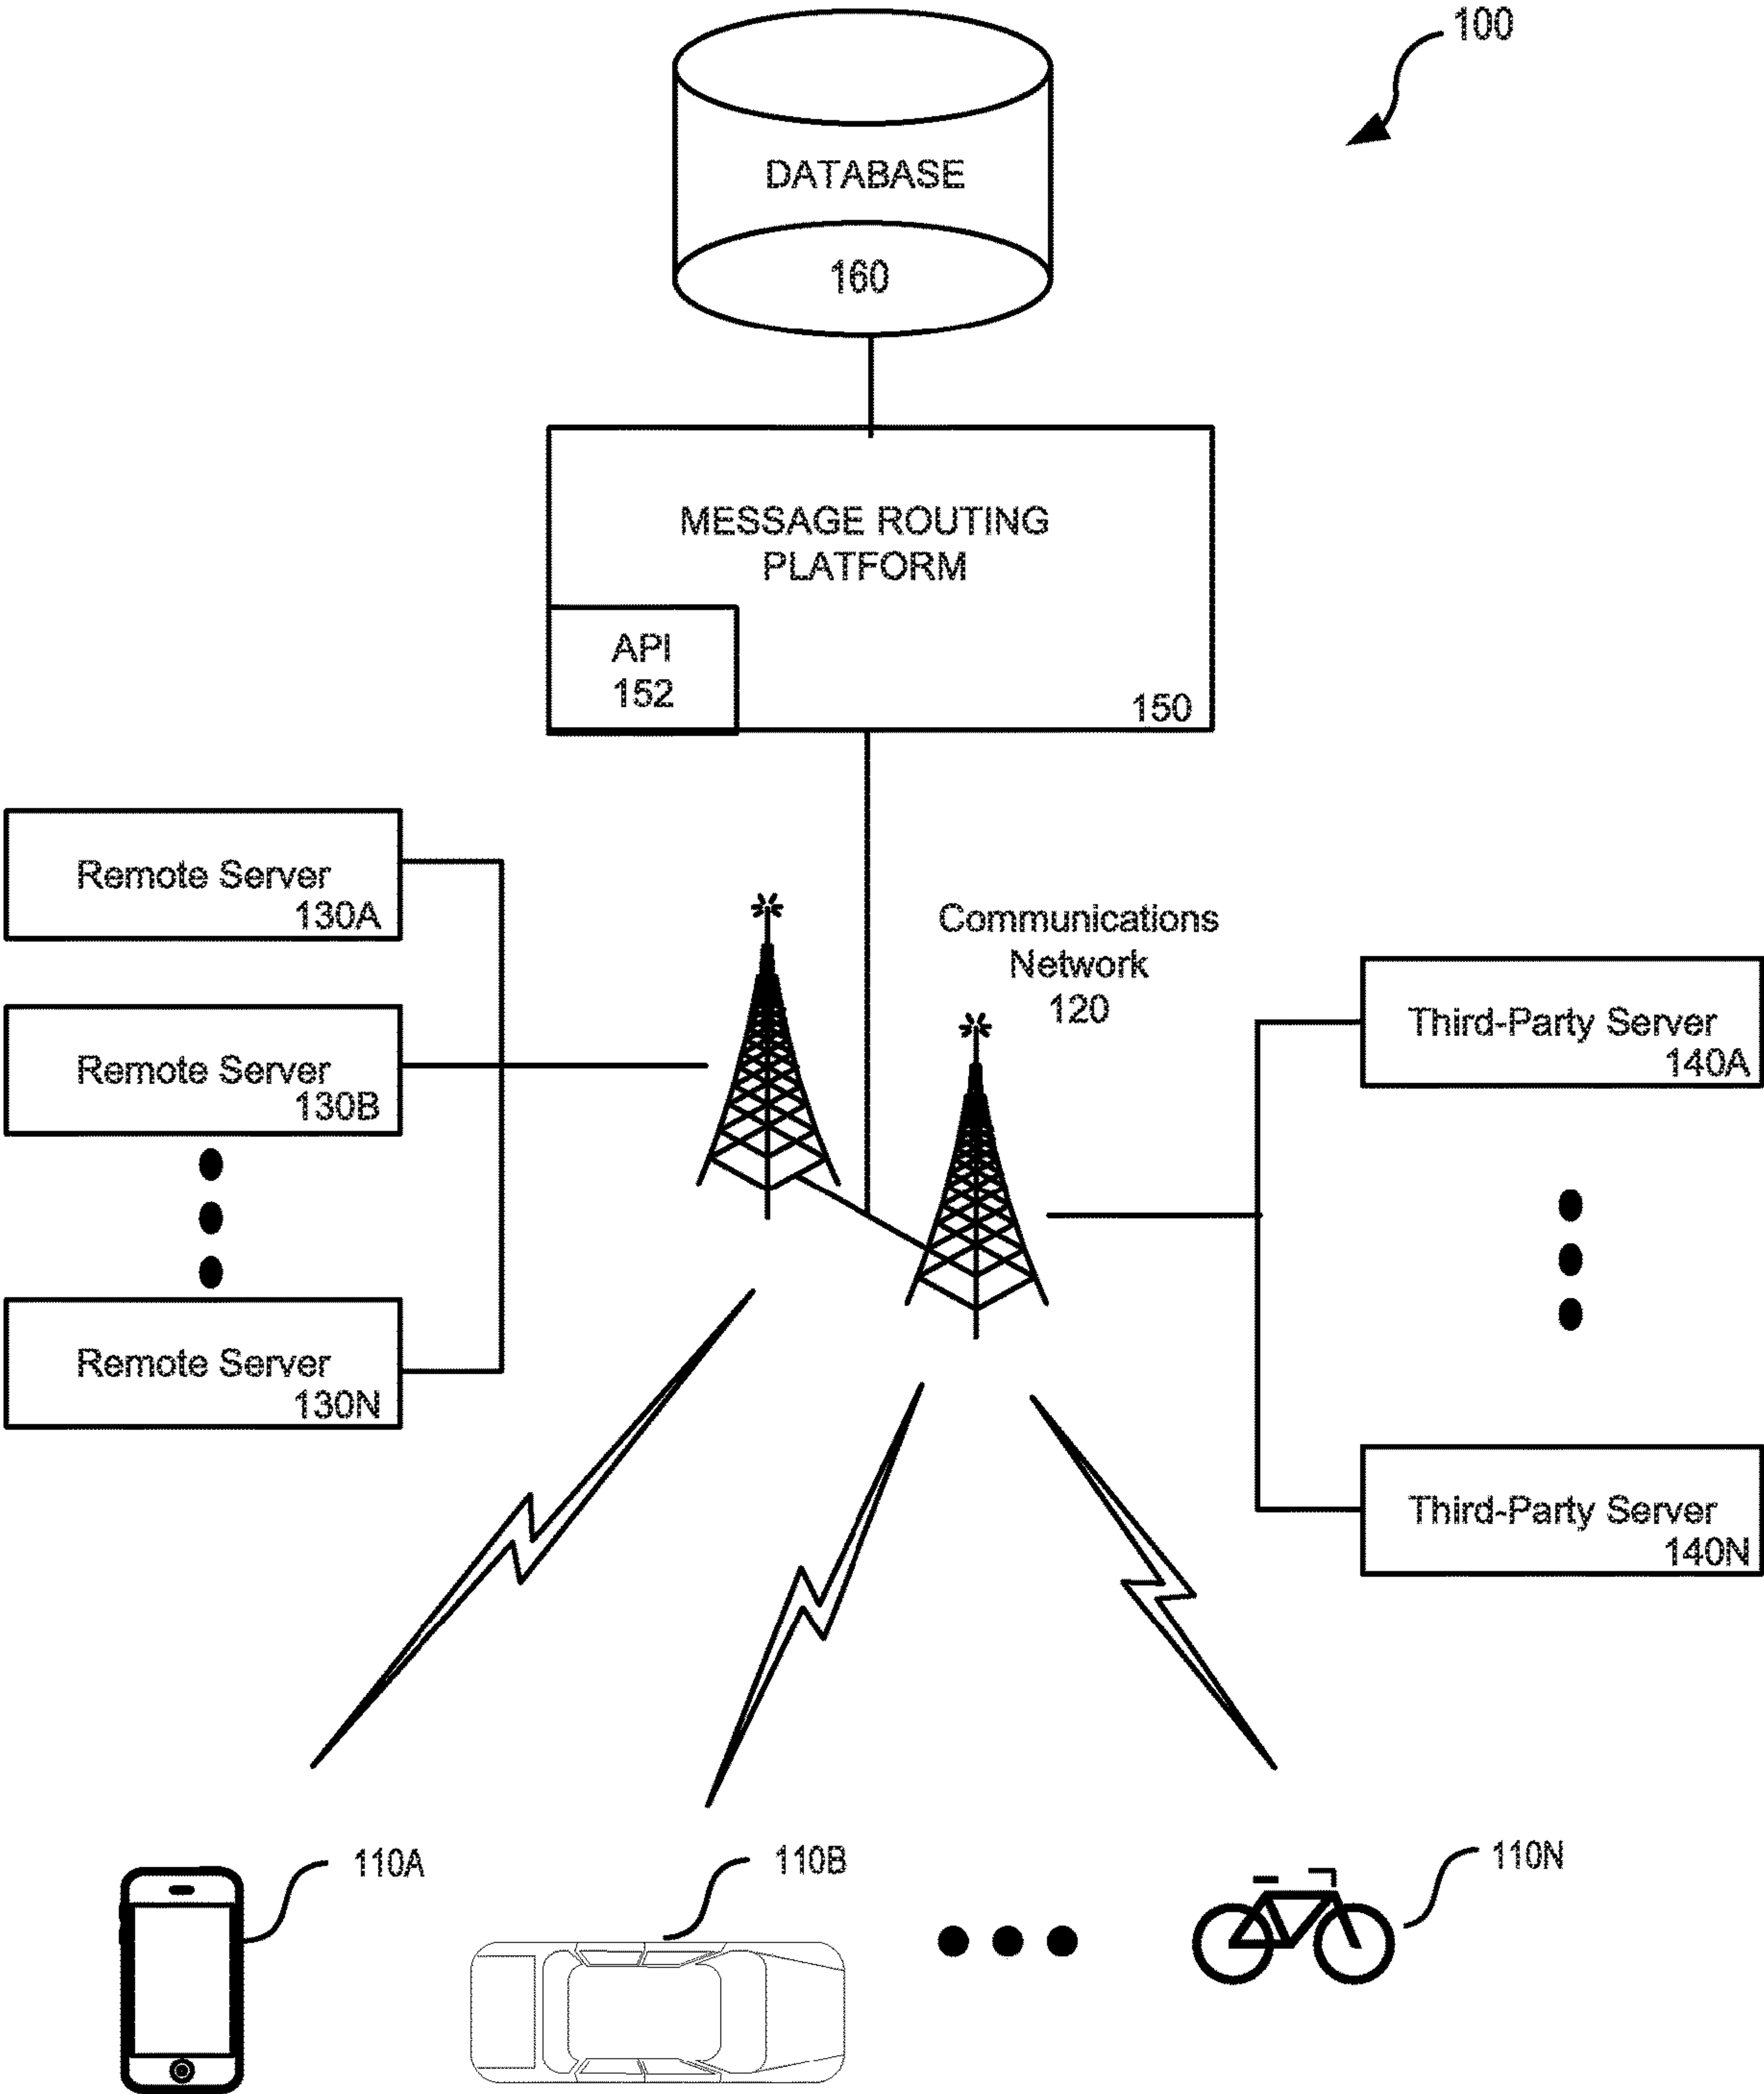 100
DATABASE
160
MESSAGE ROUTING
PLATFORM
API
152
150
Remote Server
130A
Communications
Network
120
Remote Server
130B
Third-Party Server
140A
Remote Server
130N
Third-Party Server
140N
110A
110B
110N